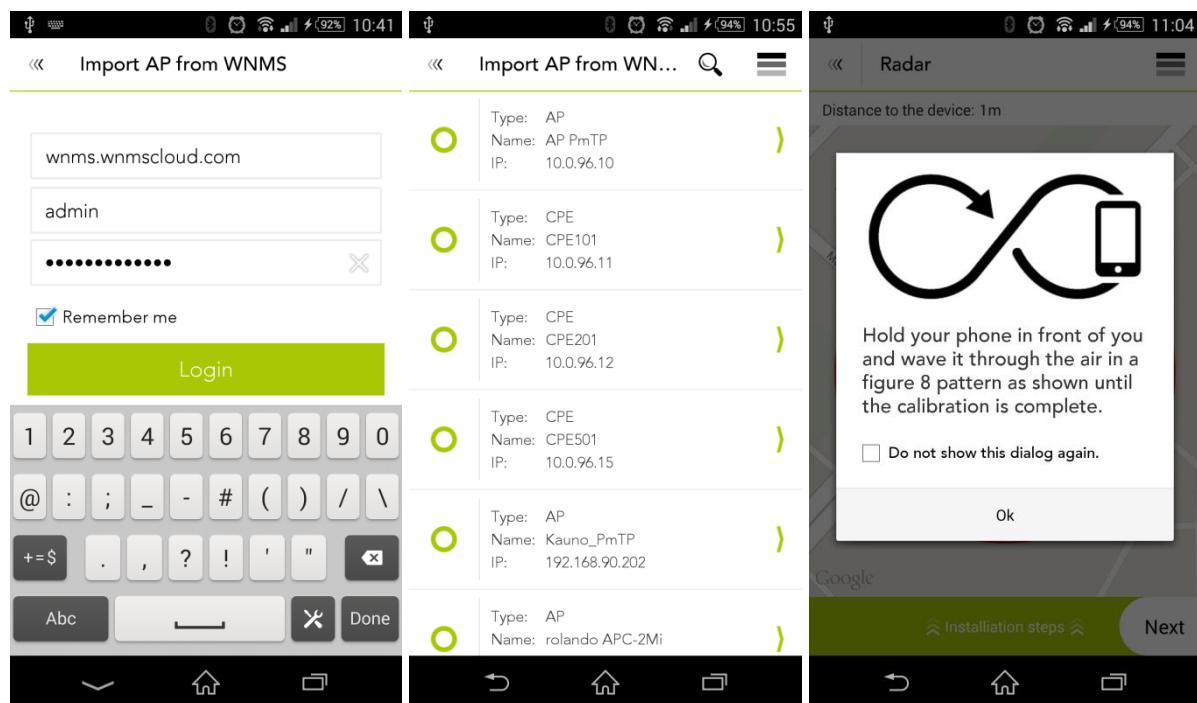 92% 10:41
Import AP from WNMS
wnms.wnmscloud.com
admin
•••••••••••••
Remember me
Login
1 2 3 4 5 6 7 8 9 0
@ : ; _ - # ( ) / \
+=$ . , ? ! ' "
Abc Done
94% 10:55
Import AP from WN...
Type: AP
Name: AP PmTP
IP: 10.0.96.10
Type: CPE
Name: CPE101
IP: 10.0.96.11
Type: CPE
Name: CPE201
IP: 10.0.96.12
Type: CPE
Name: CPE501
IP: 10.0.96.15
Type: AP
Name: Kauno_PmTP
IP: 192.168.90.202
Type: AP
Name: rolando APC-2Mi
94% 11:04
Radar
Distance to the device: 1m
Hold your phone in front of you
and wave it through the air in a
figure 8 pattern as shown until
the calibration is complete.
Do not show this dialog again.
Ok
Google
Installiation steps
Next